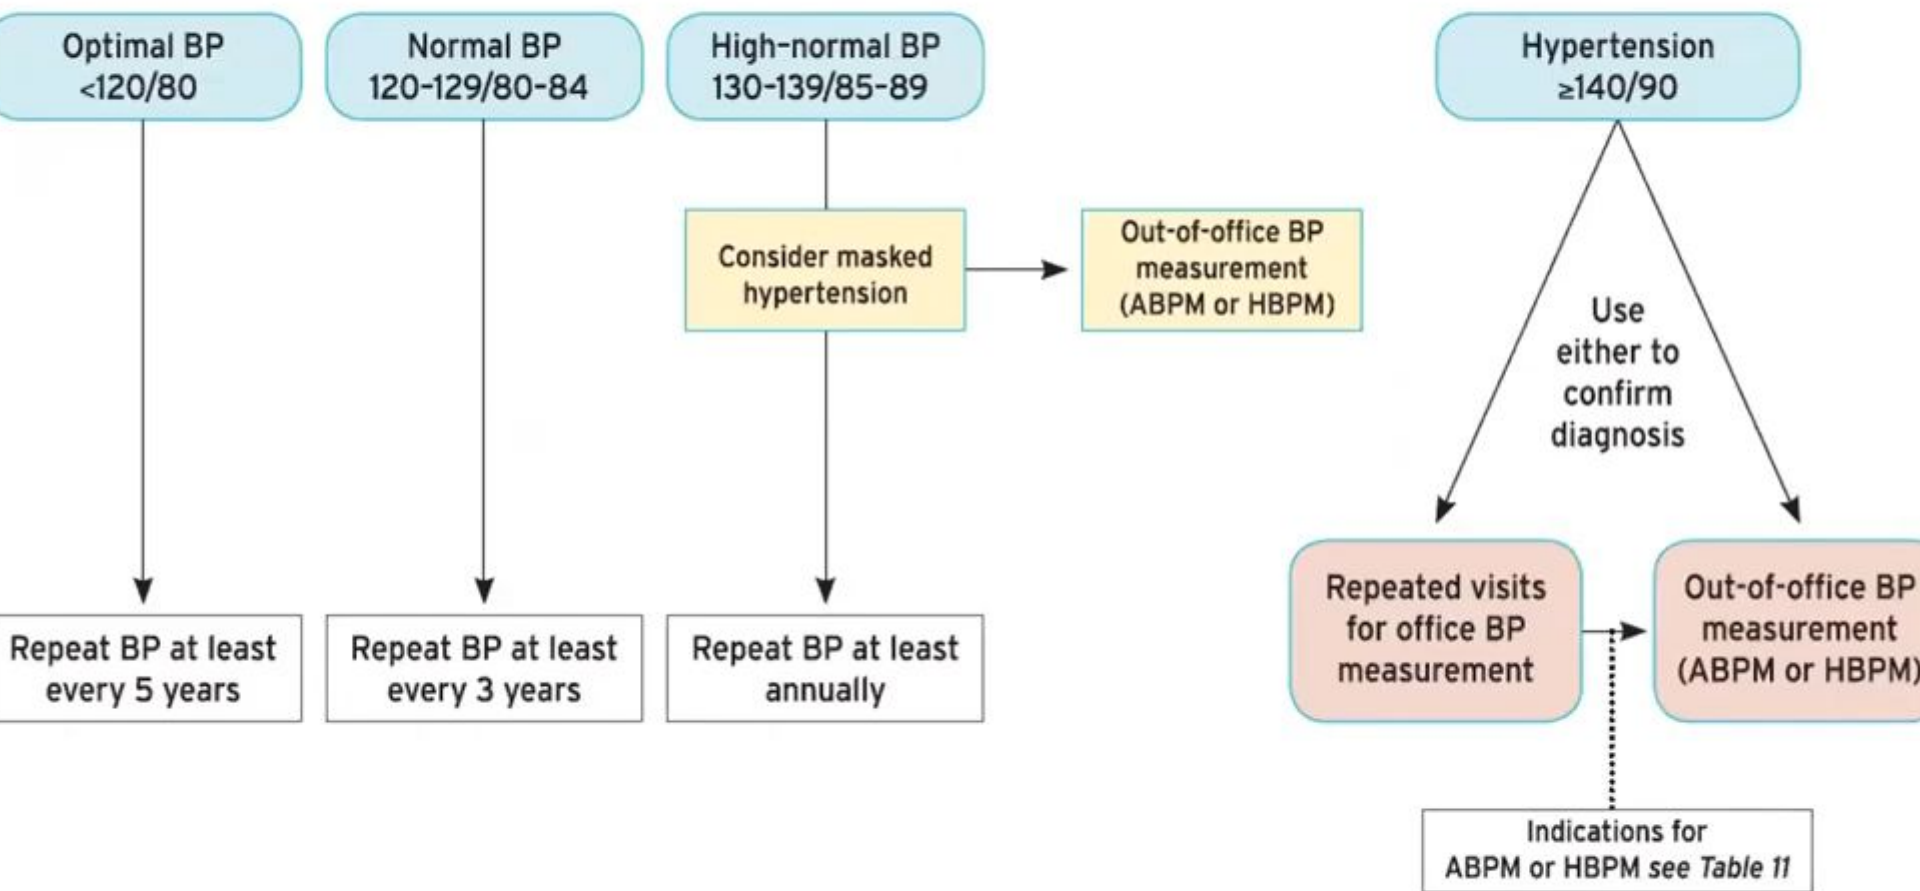 Optimal BP
<120/80
Normal BP
120-129/80-84
High-normal BP
130-139/85-89
Hypertension
≥140/90
Consider masked
hypertension
Out-of-office BP
measurement
(ABPM or HBPM)
Use
either to
confirm
diagnosis
Repeat BP at least
every 5 years
Repeat BP at least
every 3 years
Repeat BP at least
annually
Repeated visits
for office BP
measurement
Out-of-office BP
measurement
(ABPM or HBPM)
Indications for
ABPM or HBPM see Table 11